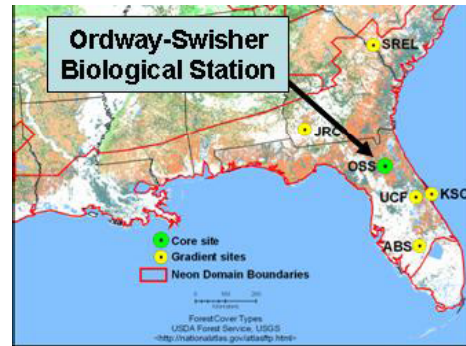 Ordway-Swisher
Biological Station
SREL
JRC
OSS
UCF
KSC
ABS
Core site
Gradient sites
Neon Domain Boundaries
ForestCover Types
USDA Forest Service, USGS
<http://nationalatlas.gov/atlasftp.html>